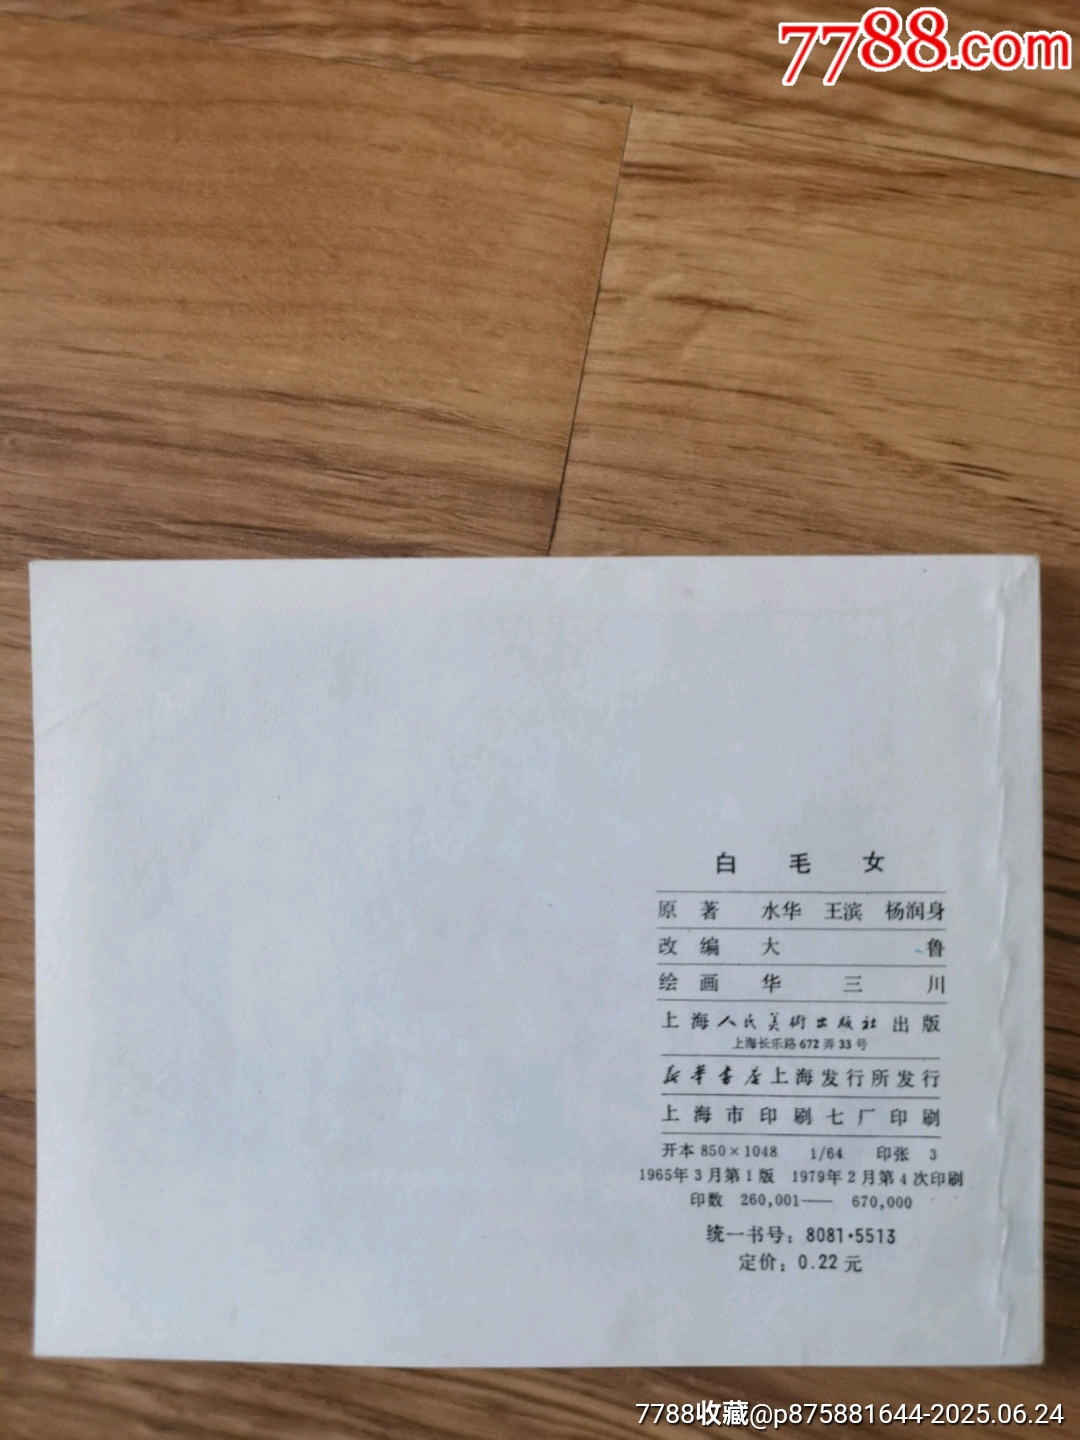 7788.com
白 毛 女
原 著 水华 王滨 杨润身
改 编 大 鲁
绘 画 华 三 川
上海人民美術出版社出版
上海长乐路672弄33号
新华书店上海发行所发行
上海市印刷七厂印刷
开本 850×1048 1/64 印张 3
1965年3月第1版 1979年2月第4次印刷
印数 260,001—— 670,000
统一书号：8081·5513
定价：0.22 元
7788收藏@p875881644-2025.06.24